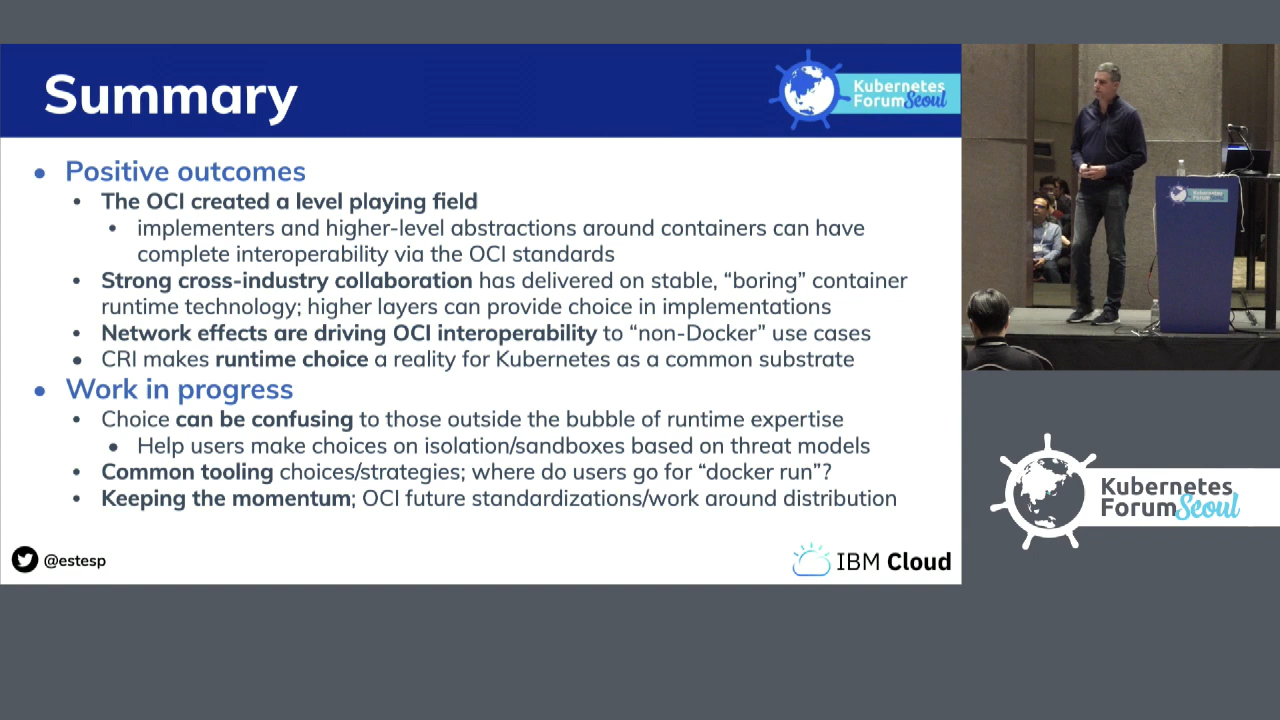 Summary
Kubernetes
Forum Seoul
• Positive outcomes
• The OCI created a level playing field
• implementers and higher-level abstractions around containers can have
complete interoperability via the OCI standards
• Strong cross-industry collaboration has delivered on stable, “boring” container
runtime technology; higher layers can provide choice in implementations
• Network effects are driving OCI interoperability to “non-Docker” use cases
• CRI makes runtime choice a reality for Kubernetes as a common substrate
• Work in progress
• Choice can be confusing to those outside the bubble of runtime expertise
• Help users make choices on isolation/sandboxes based on threat models
• Common tooling choices/strategies; where do users go for “docker run”?
• Keeping the momentum; OCI future standardizations/work around distribution
@estesp
IBM Cloud
Kubernetes
Forum Seoul
Kubernetes
Forum Seoul